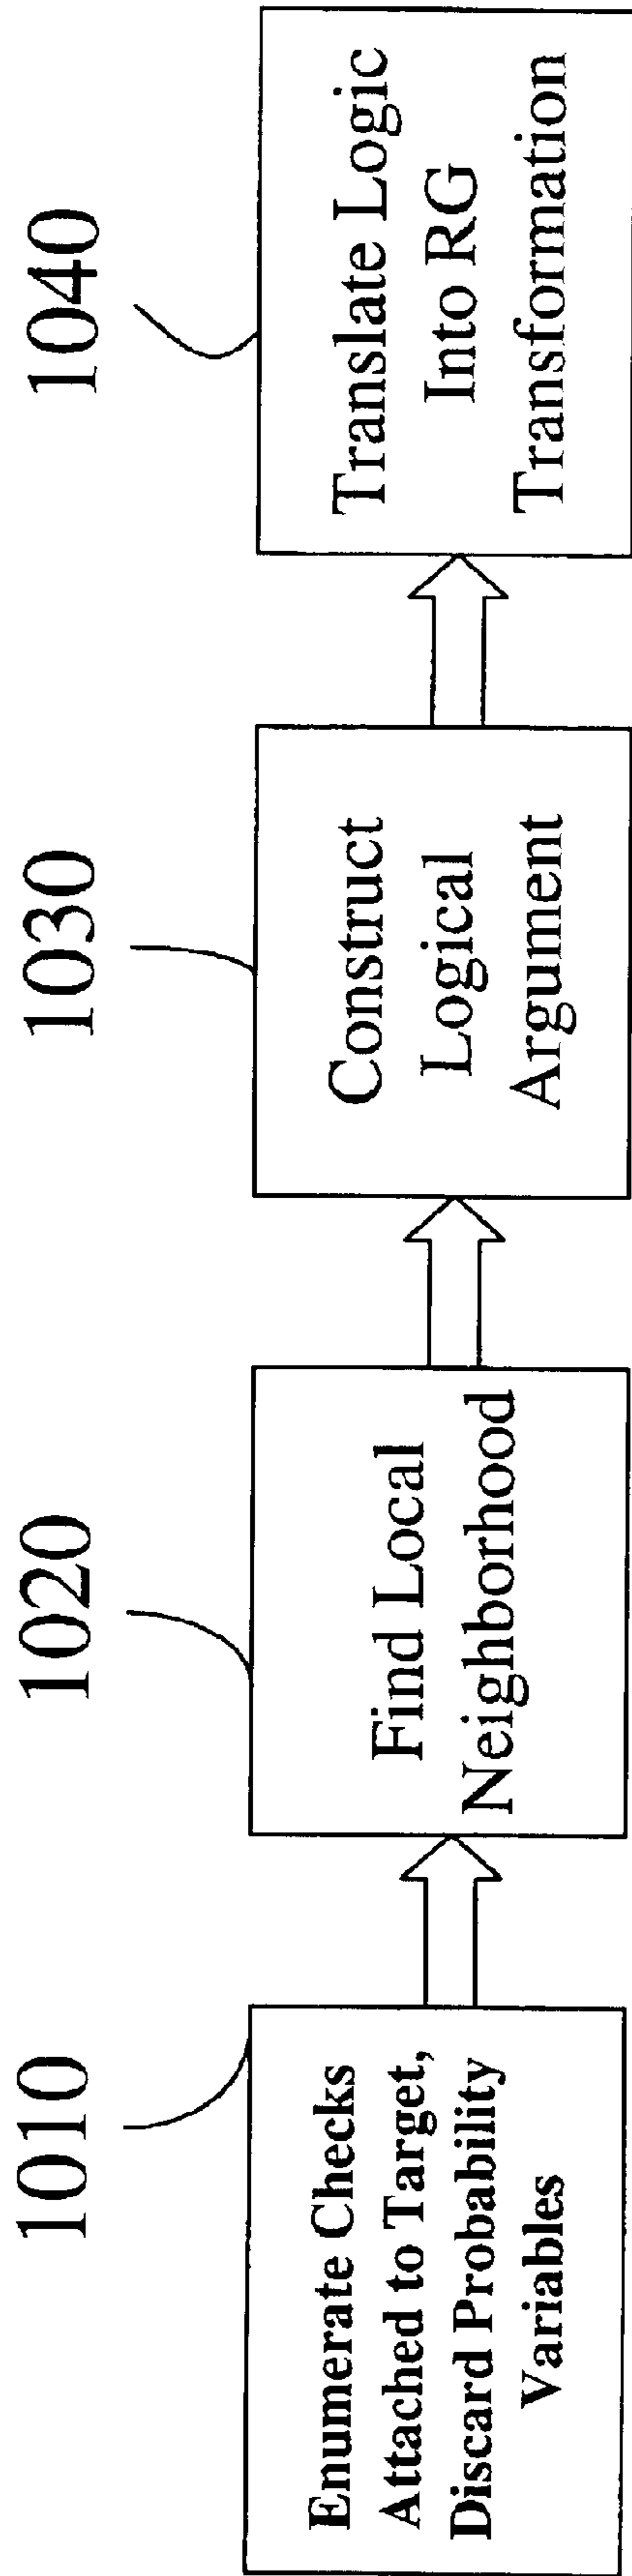 1010
Enumerate Checks
Attached to Target,
Discard Probability
Variables
1020
Find Local
Neighborhood
1030
Construct
Logical
Argument
1040
Translate Logic
Into RG
Transformation